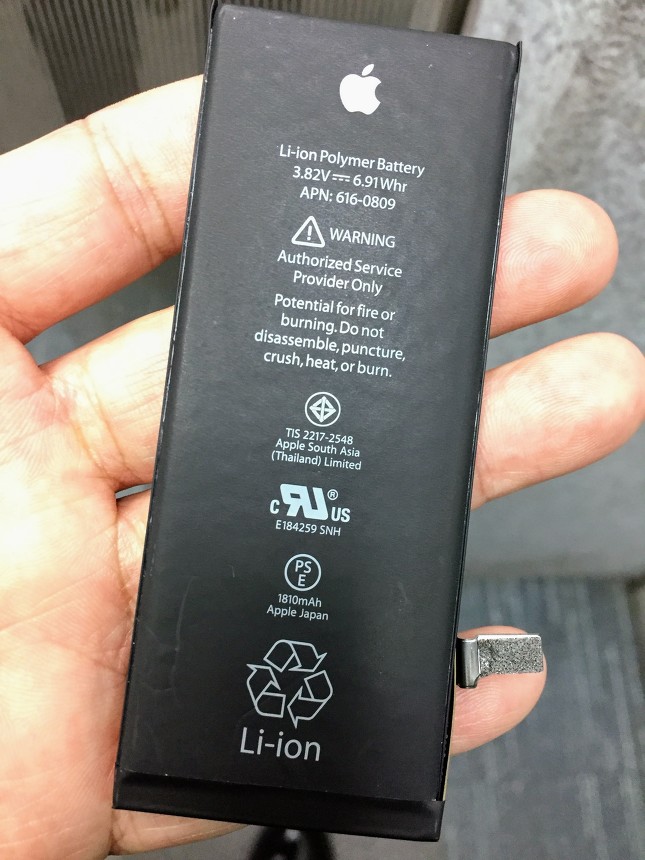 Li-ion Polymer Battery
3.82V ⎓ 6.91Whr
APN: 616-0809
WARNING
Authorized Service
Provider Only
Potential for fire or
burning. Do not
disassemble, puncture,
crush, heat, or burn.
TIS 2217-2548
Apple South Asia
(Thailand) Limited
c RU ® US
E184259 SNH
PS
E
1810mAh
Apple Japan
Li-ion